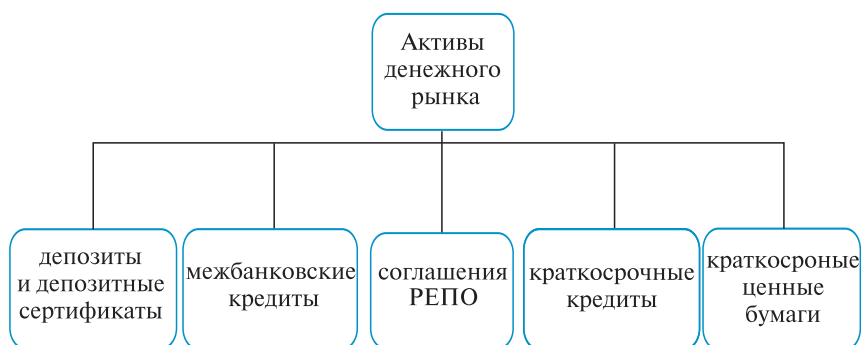 Активы
денежного
рынка
депозиты
и депозитные
сертификаты
межбанковские
кредиты
соглашения
РЕПО
краткосрочные
кредиты
краткосроные
ценные
бумаги